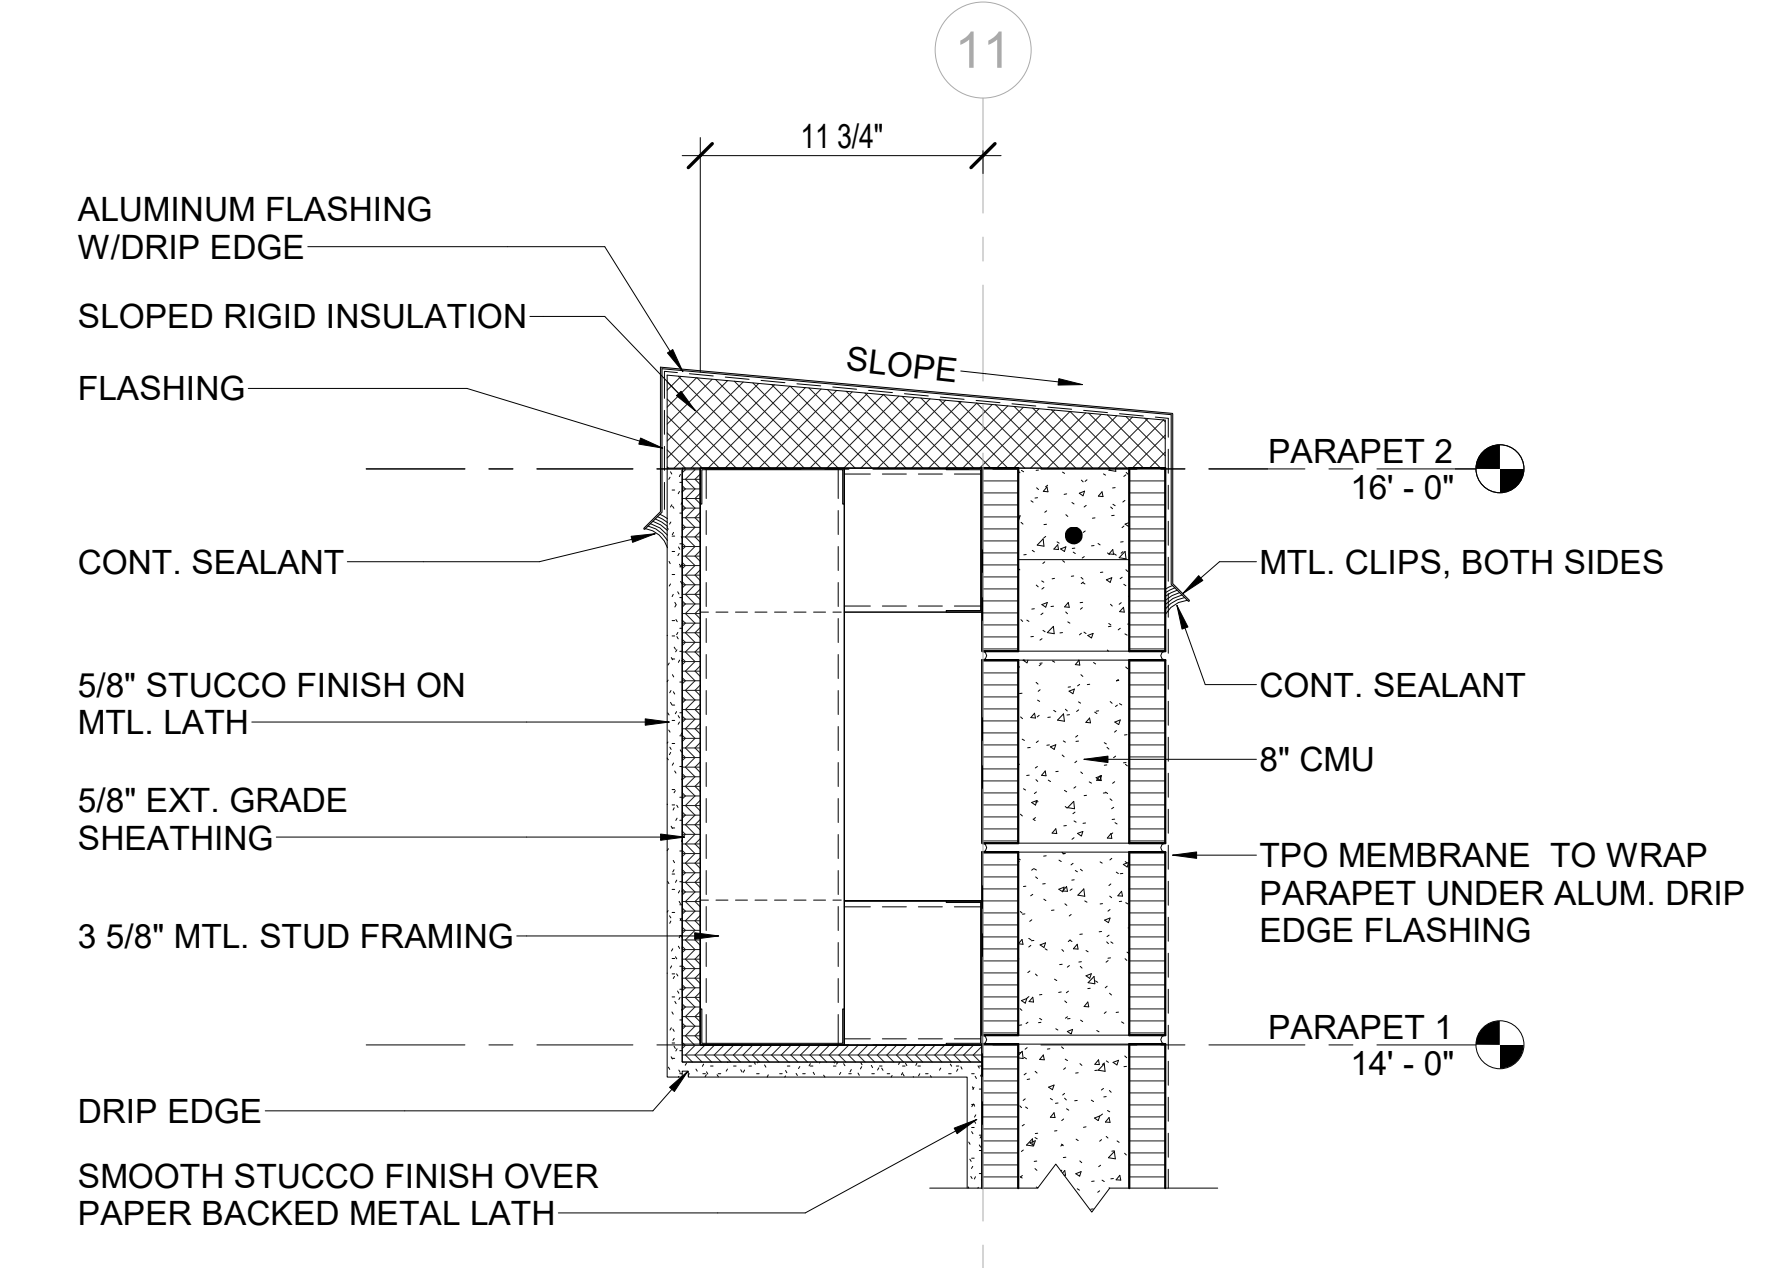 11
11 3/4"
ALUMINUM FLASHING
W/DRIP EDGE
SLOPED RIGID INSULATION
FLASHING
SLOPE
CONT. SEALANT
5/8" STUCCO FINISH ON
MTL. LATH
5/8" EXT. GRADE
SHEATHING
3 5/8" MTL. STUD FRAMING
DRIP EDGE
SMOOTH STUCCO FINISH OVER
PAPER BACKED METAL LATH
PARAPET 2
16' - 0"
MTL. CLIPS, BOTH SIDES
CONT. SEALANT
8" CMU
TPO MEMBRANE  TO WRAP
PARAPET UNDER ALUM. DRIP
EDGE FLASHING
PARAPET 1
14' - 0"